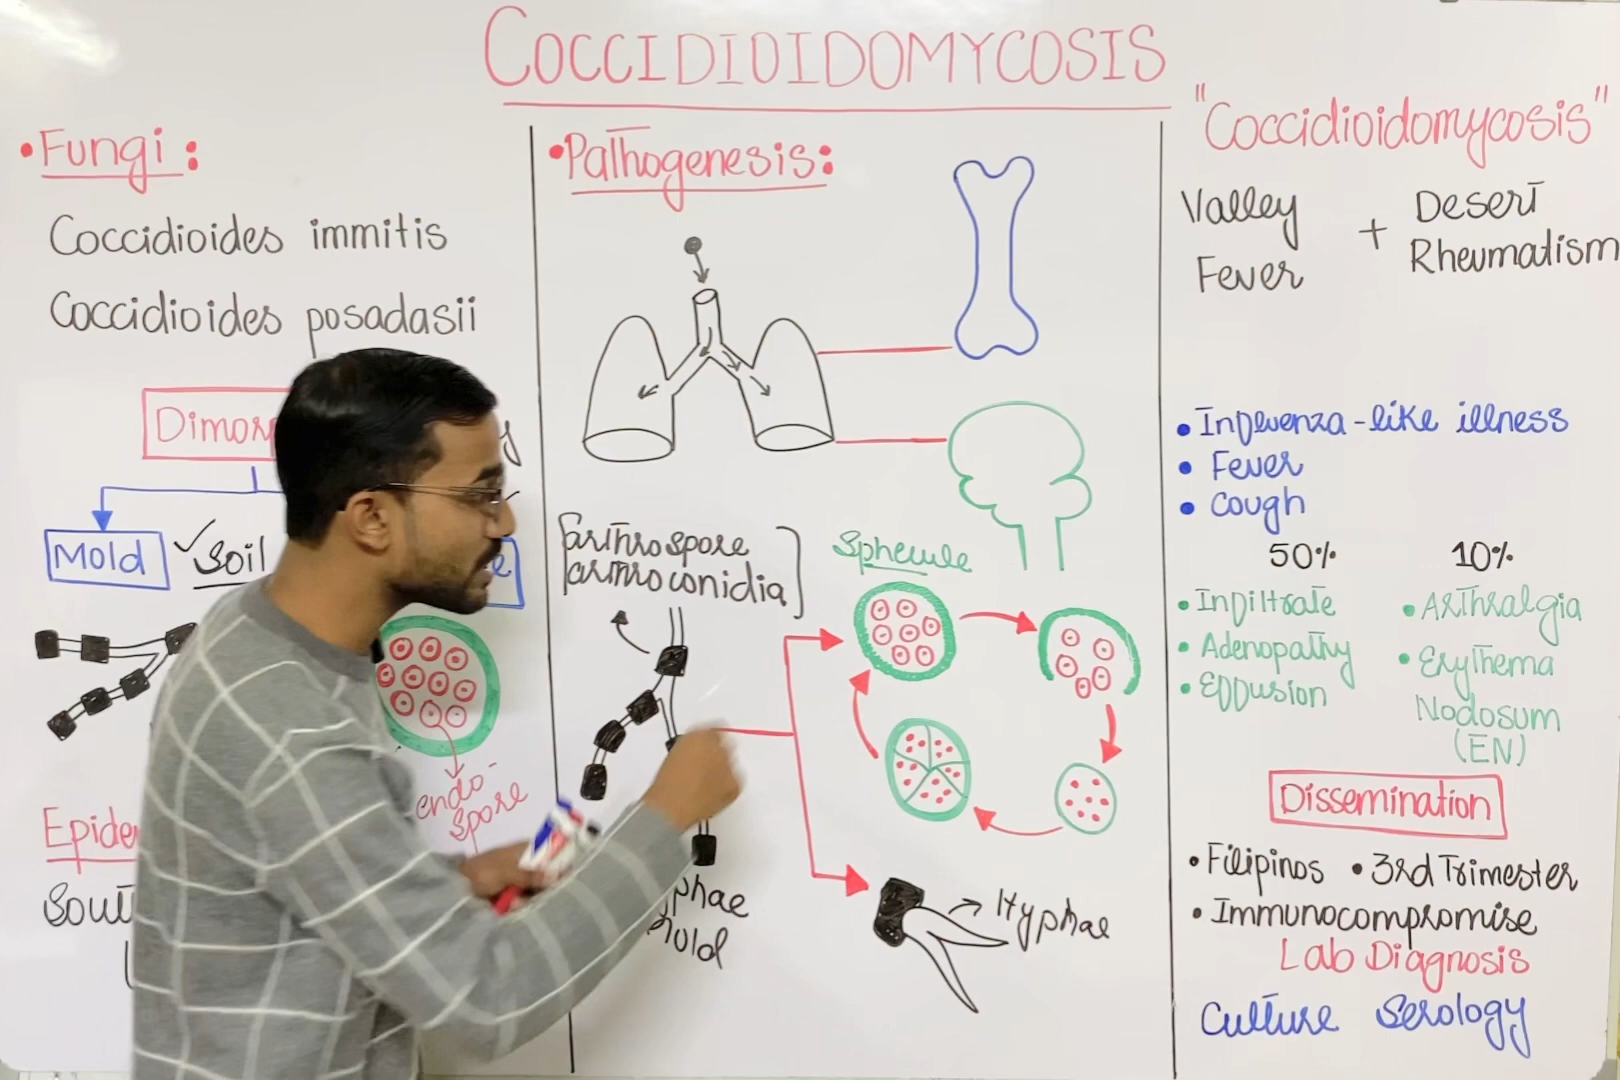 COCCIDIOIDOMYCOSIS
•Fungi :
Coccidioides immitis
Coccidioides posadasii
Mold
✓Soil
endo-
spore
•Pathogenesis:
Arthrospore
arthroconidia
Spherule
Hyphae
"Coccidioidomycosis"
Valley
Fever
+
Desert
Rheumatism
• Influenza-like illness
• Fever
• Cough
50%
• Infiltrate
• Adenopathy
• Effusion
10%
• Arthralgia
• Erythema
Nodosum
(EN)
Dissemination
• Filipinos • 3rd Trimester
• Immunocompromise
Lab Diagnosis
Culture Serology